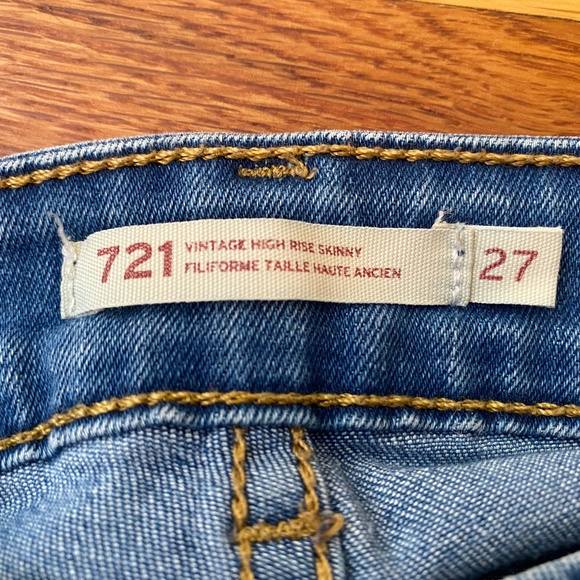 721
VINTAGE HIGH RISE SKINNY
FILIFORME TAILLE HAUTE ANCIEN
27